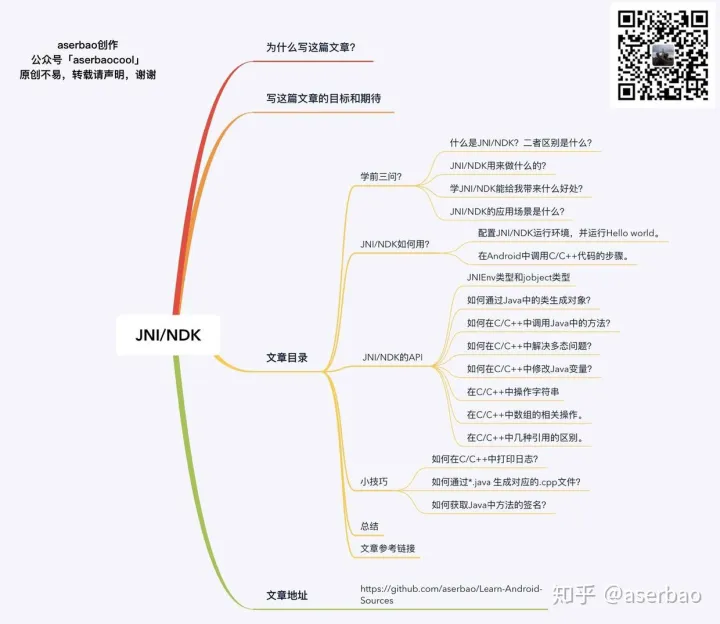 aserbao创作
公众号「aserbaocool」
原创不易，转载请声明，谢谢
为什么写这篇文章？
写这篇文章的目标和期待
JNI/NDK
文章目录
学前三问？
什么是JNI/NDK？二者区别是什么？
JNI/NDK用来做什么的？
学JNI/NDK能给我带来什么好处？
JNI/NDK的应用场景是什么？
JNI/NDK如何用？
配置JNI/NDK运行环境，并运行Hello world。
在Android中调用C/C++代码的步骤。
JNI/NDK的API
JNIEnv类型和jobject类型
如何通过Java中的类生成对象？
如何在C/C++中调用Java中的方法？
如何在C/C++中解决多态问题？
如何在C/C++中修改Java变量？
在C/C++中操作字符串
在C/C++中数组的相关操作。
在C/C++中几种引用的区别。
小技巧
如何在C/C++中打印日志？
如何通过*.java 生成对应的.cpp文件？
如何获取Java中方法的签名？
总结
文章参考链接
文章地址
https://github.com/aserbao/Learn-Android-
Sources
知乎 @aserbao